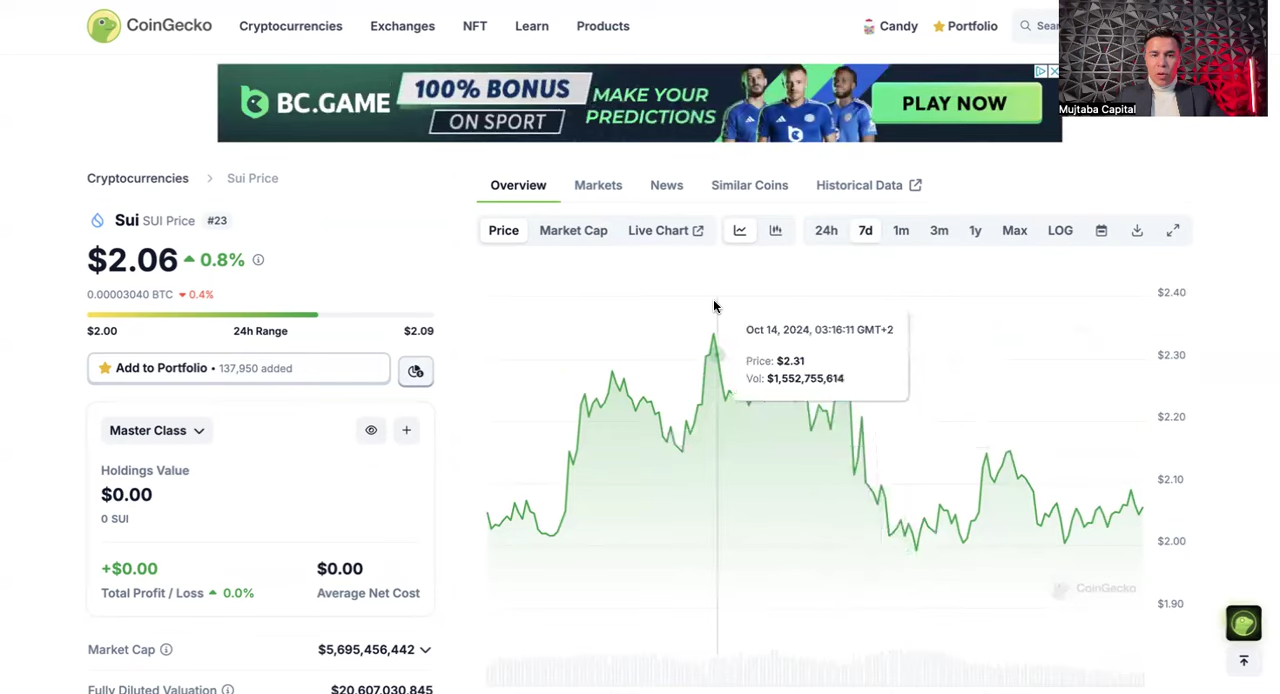 CoinGecko
Cryptocurrencies
Exchanges
NFT
Learn
Products
Candy
Portfolio
Mujtaba Capital
BC.GAME
100% BONUS
ON SPORT
MAKE YOUR
PREDICTIONS
PLAY NOW
Cryptocurrencies > Sui Price
Sui SUI Price #23
$2.06 0.8%
0.00003040 BTC 0.4%
$2.00 24h Range $2.09
Add to Portfolio • 137,950 added
Master Class
Holdings Value
$0.00
0 SUI
+$0.00 $0.00
Total Profit / Loss 0.0% Average Net Cost
Market Cap $5,695,456,442
Fully Diluted Valuation $20,607,030,845
Overview Markets News Similar Coins Historical Data
Price Market Cap Live Chart 24h 7d 1m 3m 1y Max LOG
$2.40
Oct 14, 2024, 03:16:11 GMT+2
Price: $2.31
Vol: $1,552,755,614
$2.30
$2.20
$2.10
$2.00
CoinGecko
$1.90